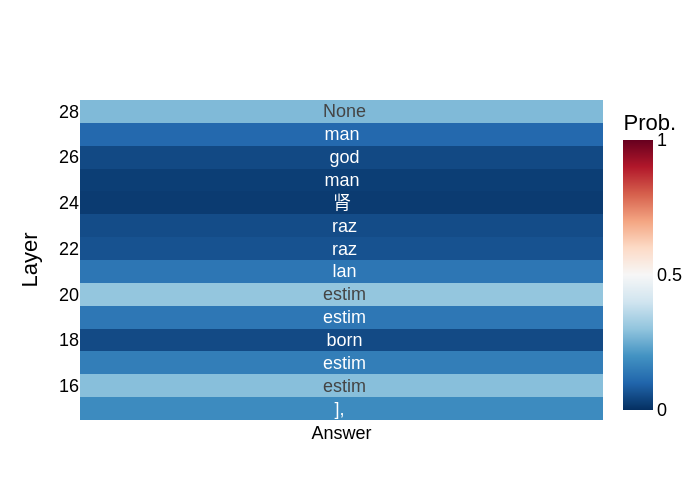 Prob.
28 None 1
man
26 god
man
24 肾
raz
22 raz 0.5
lan
20 estim
estim
18 born
estim
16 estim
], 0
Answer
Layer